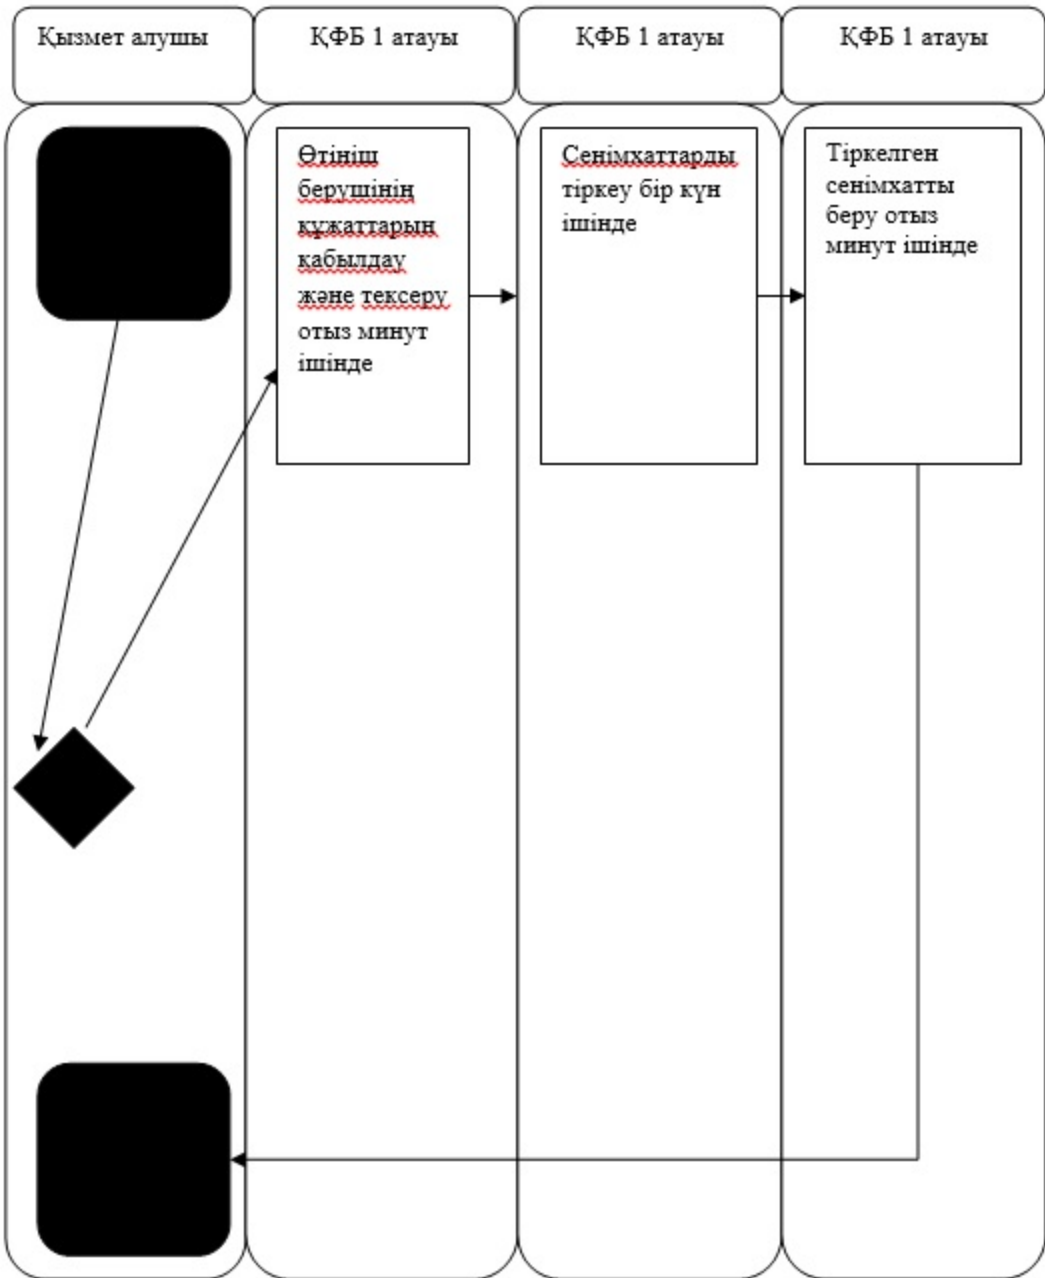 Қызмет алушы
ҚФБ 1 атауы
ҚФБ 1 атауы
ҚФБ 1 атауы
Өтініш
берушінің
құжаттарын
қабылдау
және тексеру
отыз минут
ішінде
Сенімхаттарды
тіркеу бір күн
ішінде
Тіркелген
сенімхатты
беру отыз
минут ішінде